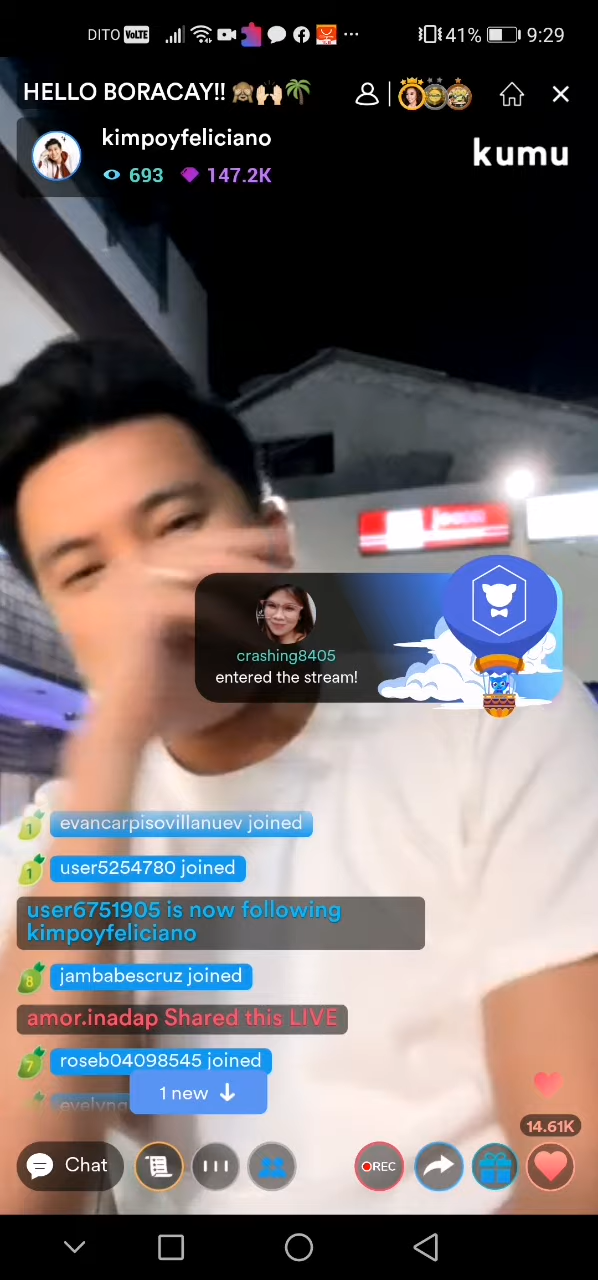 DITO VoLTE 41% 9:29
HELLO BORACAY!! 🙈🙌🏻🌴
kimpoyfeliciano
693 147.2K
kumu
crashing8405
entered the stream!
1 evancarpisovillanuev joined
1 user5254780 joined
user6751905 is now following
kimpoyfeliciano
8 jambabescruz joined
amor.inadap Shared this LIVE
7 roseb04098545 joined
1 new
14.61K
Chat
REC